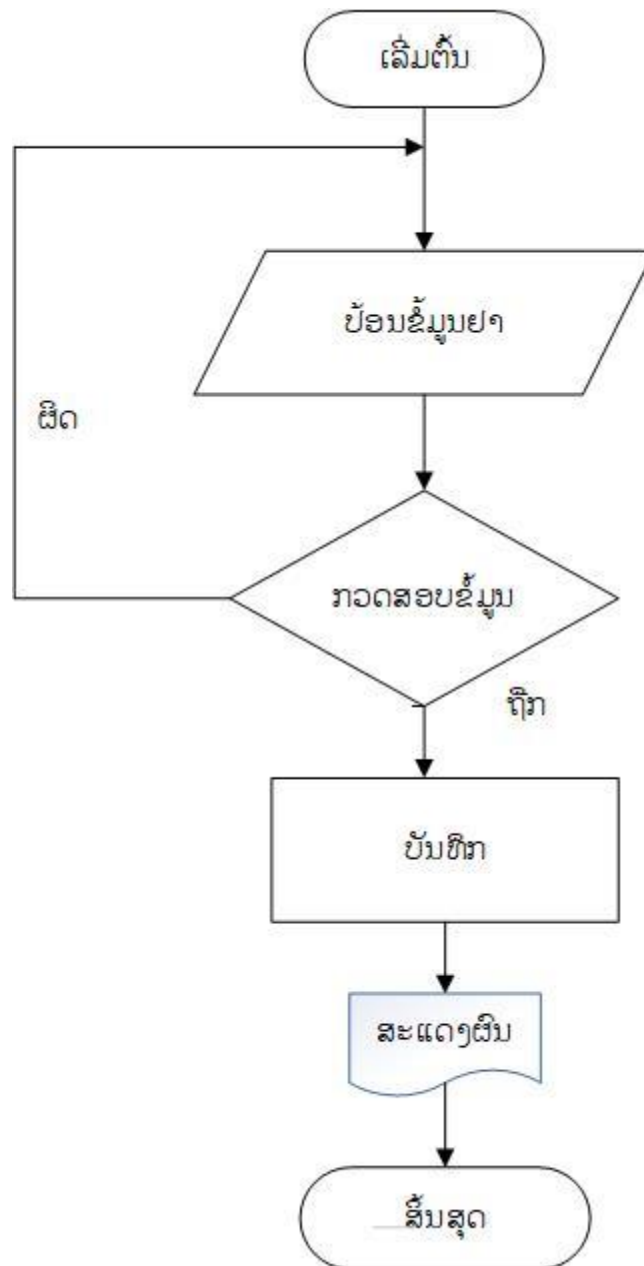 ເລີ່ມຕົ້ນ
ປ້ອນຂໍ້ມູນຢາ
ຜິດ
ກວດສອບຂໍ້ມູນ
ຖືກ
ບັນທຶກ
ສະແດງຜົນ
ສິ້ນສຸດ